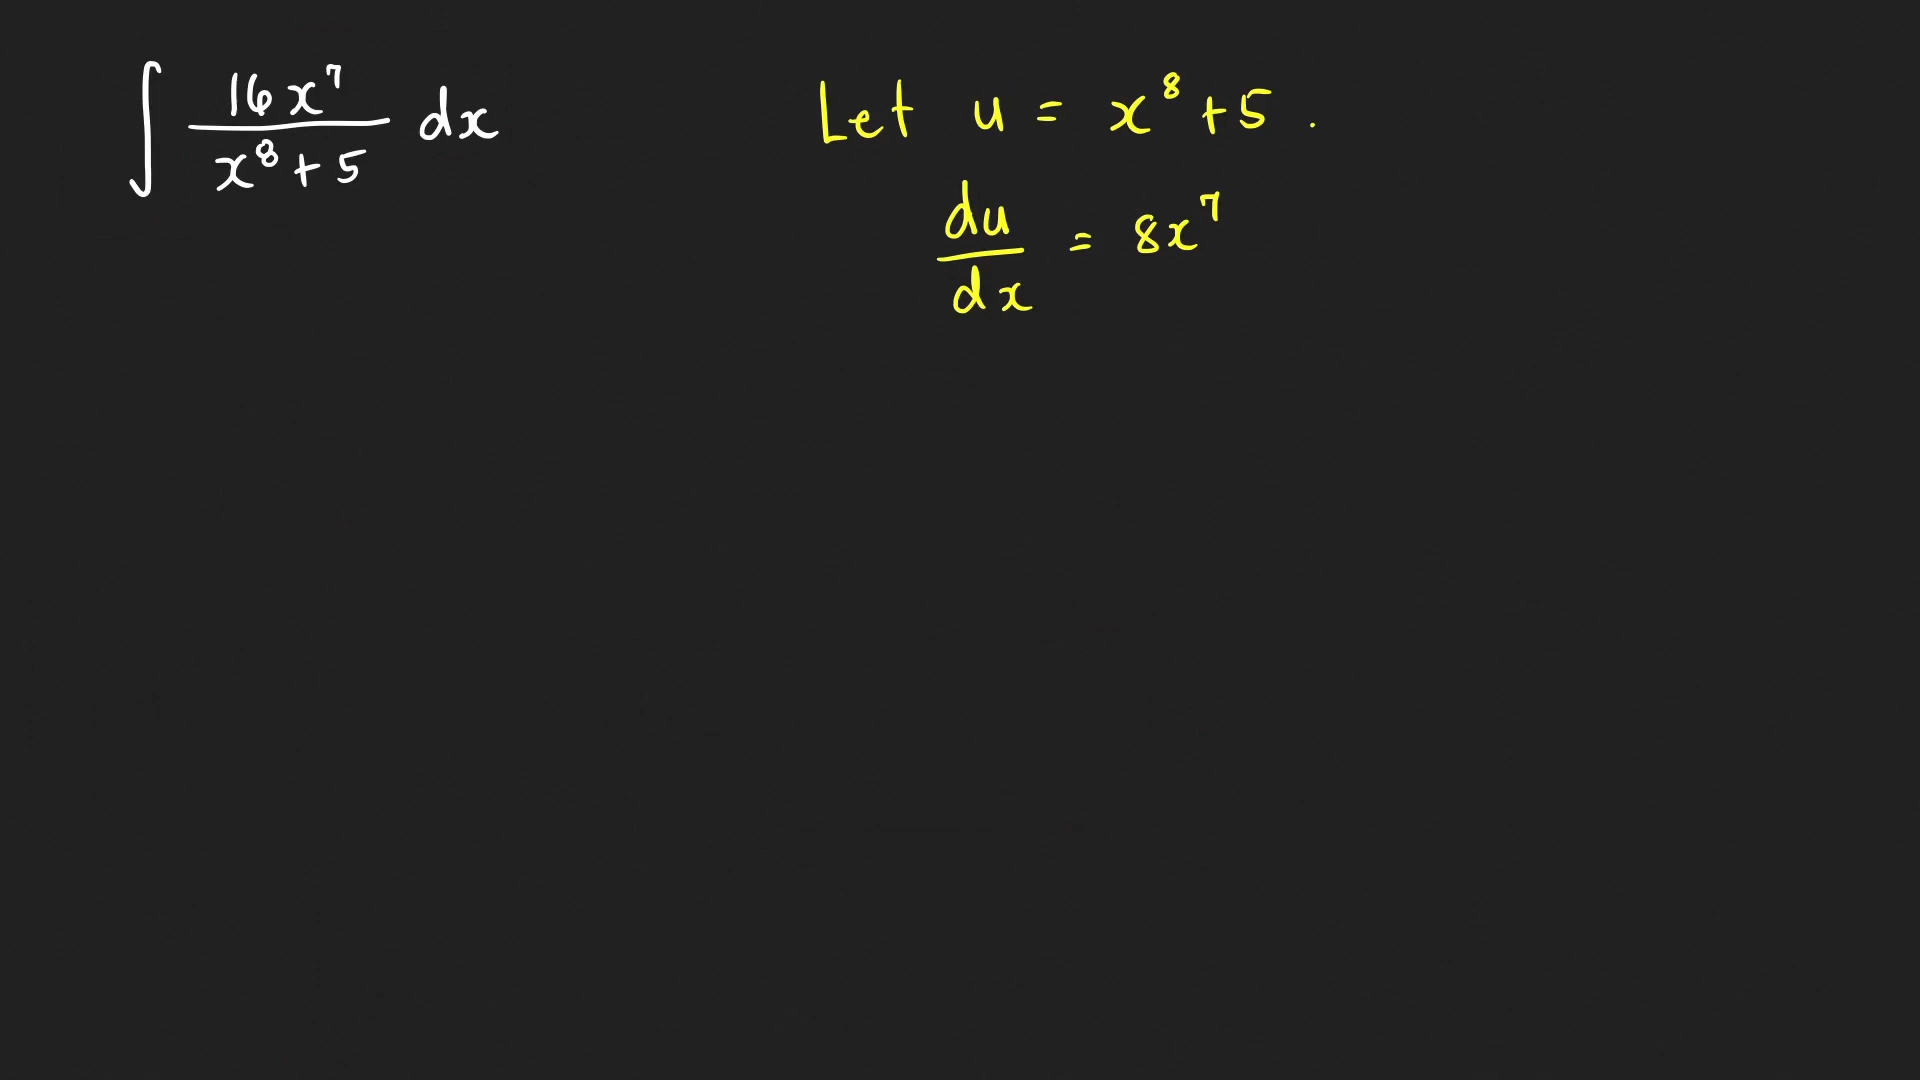 ∫ 16x⁷/(x⁸+5) dx
Let u = x⁸+5 .
du/dx = 8x⁷